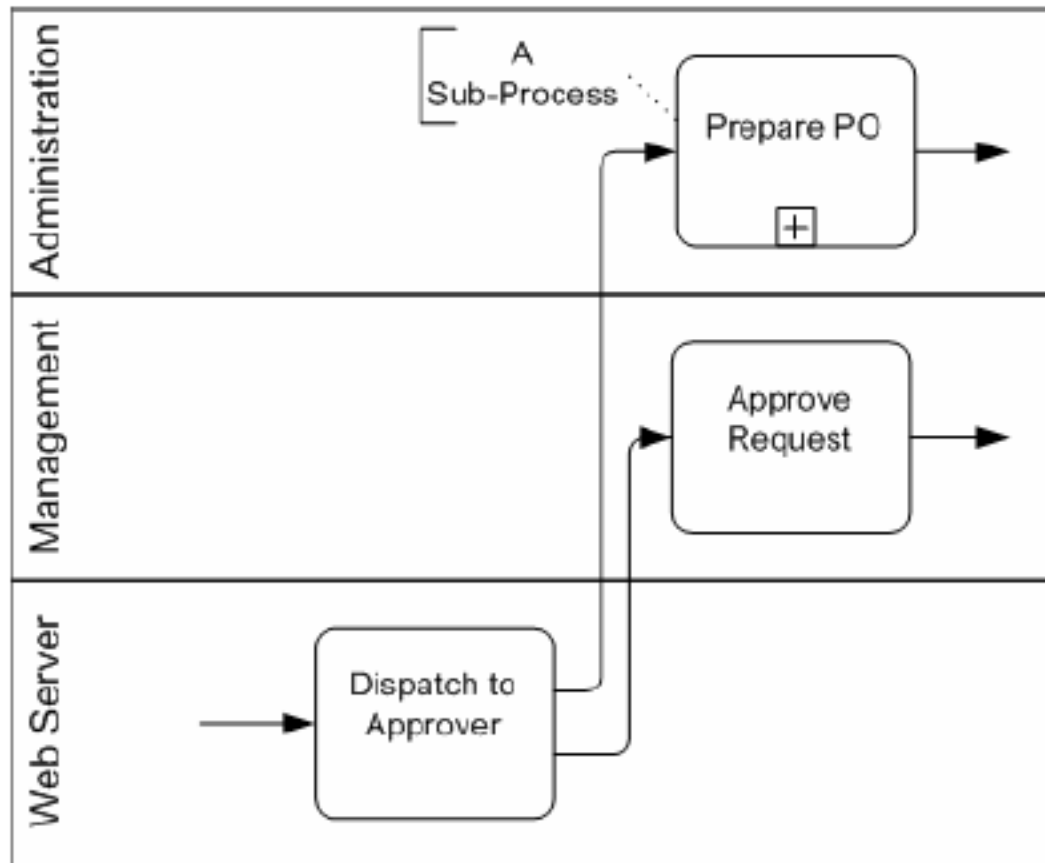 Administration
A
Sub-Process
Prepare PO
Management
Approve
Request
Web Server
Dispatch to
Approver